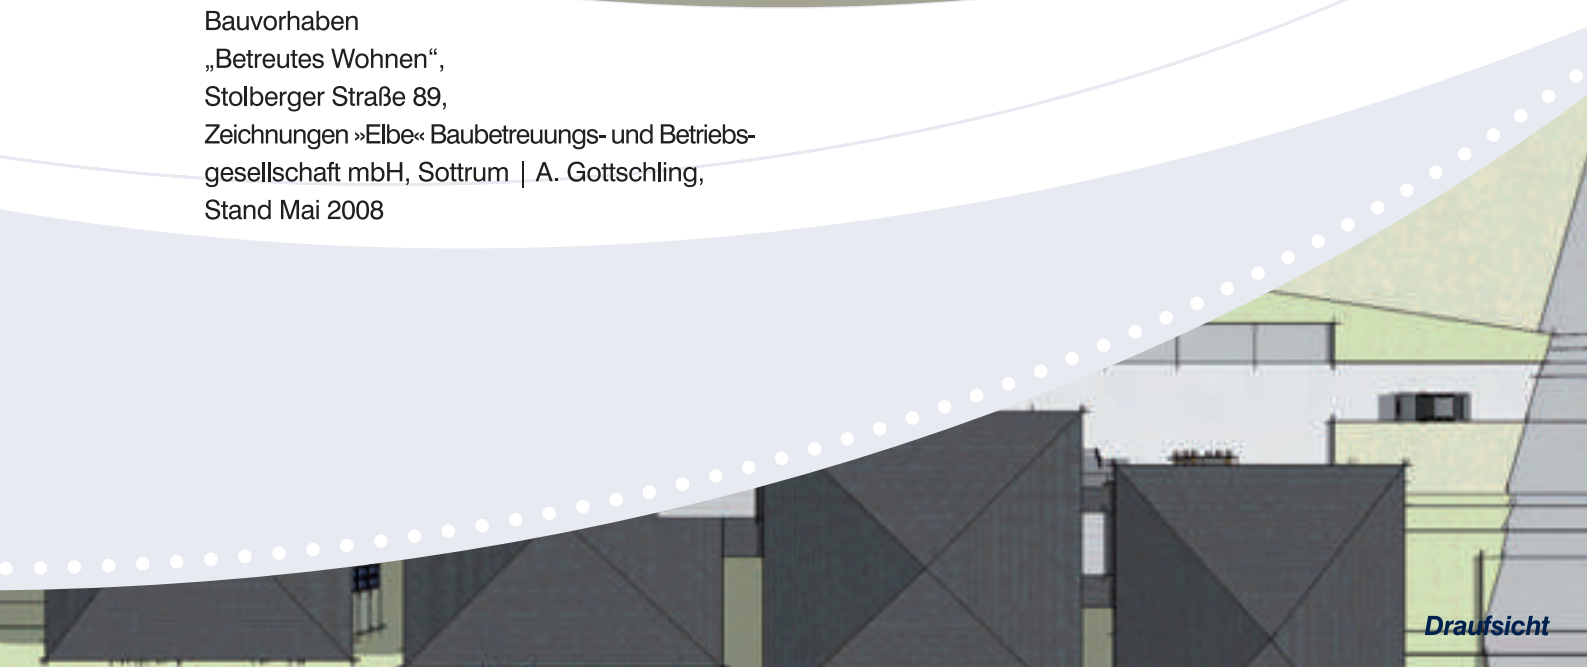 Bauvorhaben
„Betreutes Wohnen“,
Stolberger Straße 89,
Zeichnungen »Elbe« Baubetreuungs- und Betriebs-
gesellschaft mbH, Sottrum | A. Gottschling,
Stand Mai 2008
Draufsicht